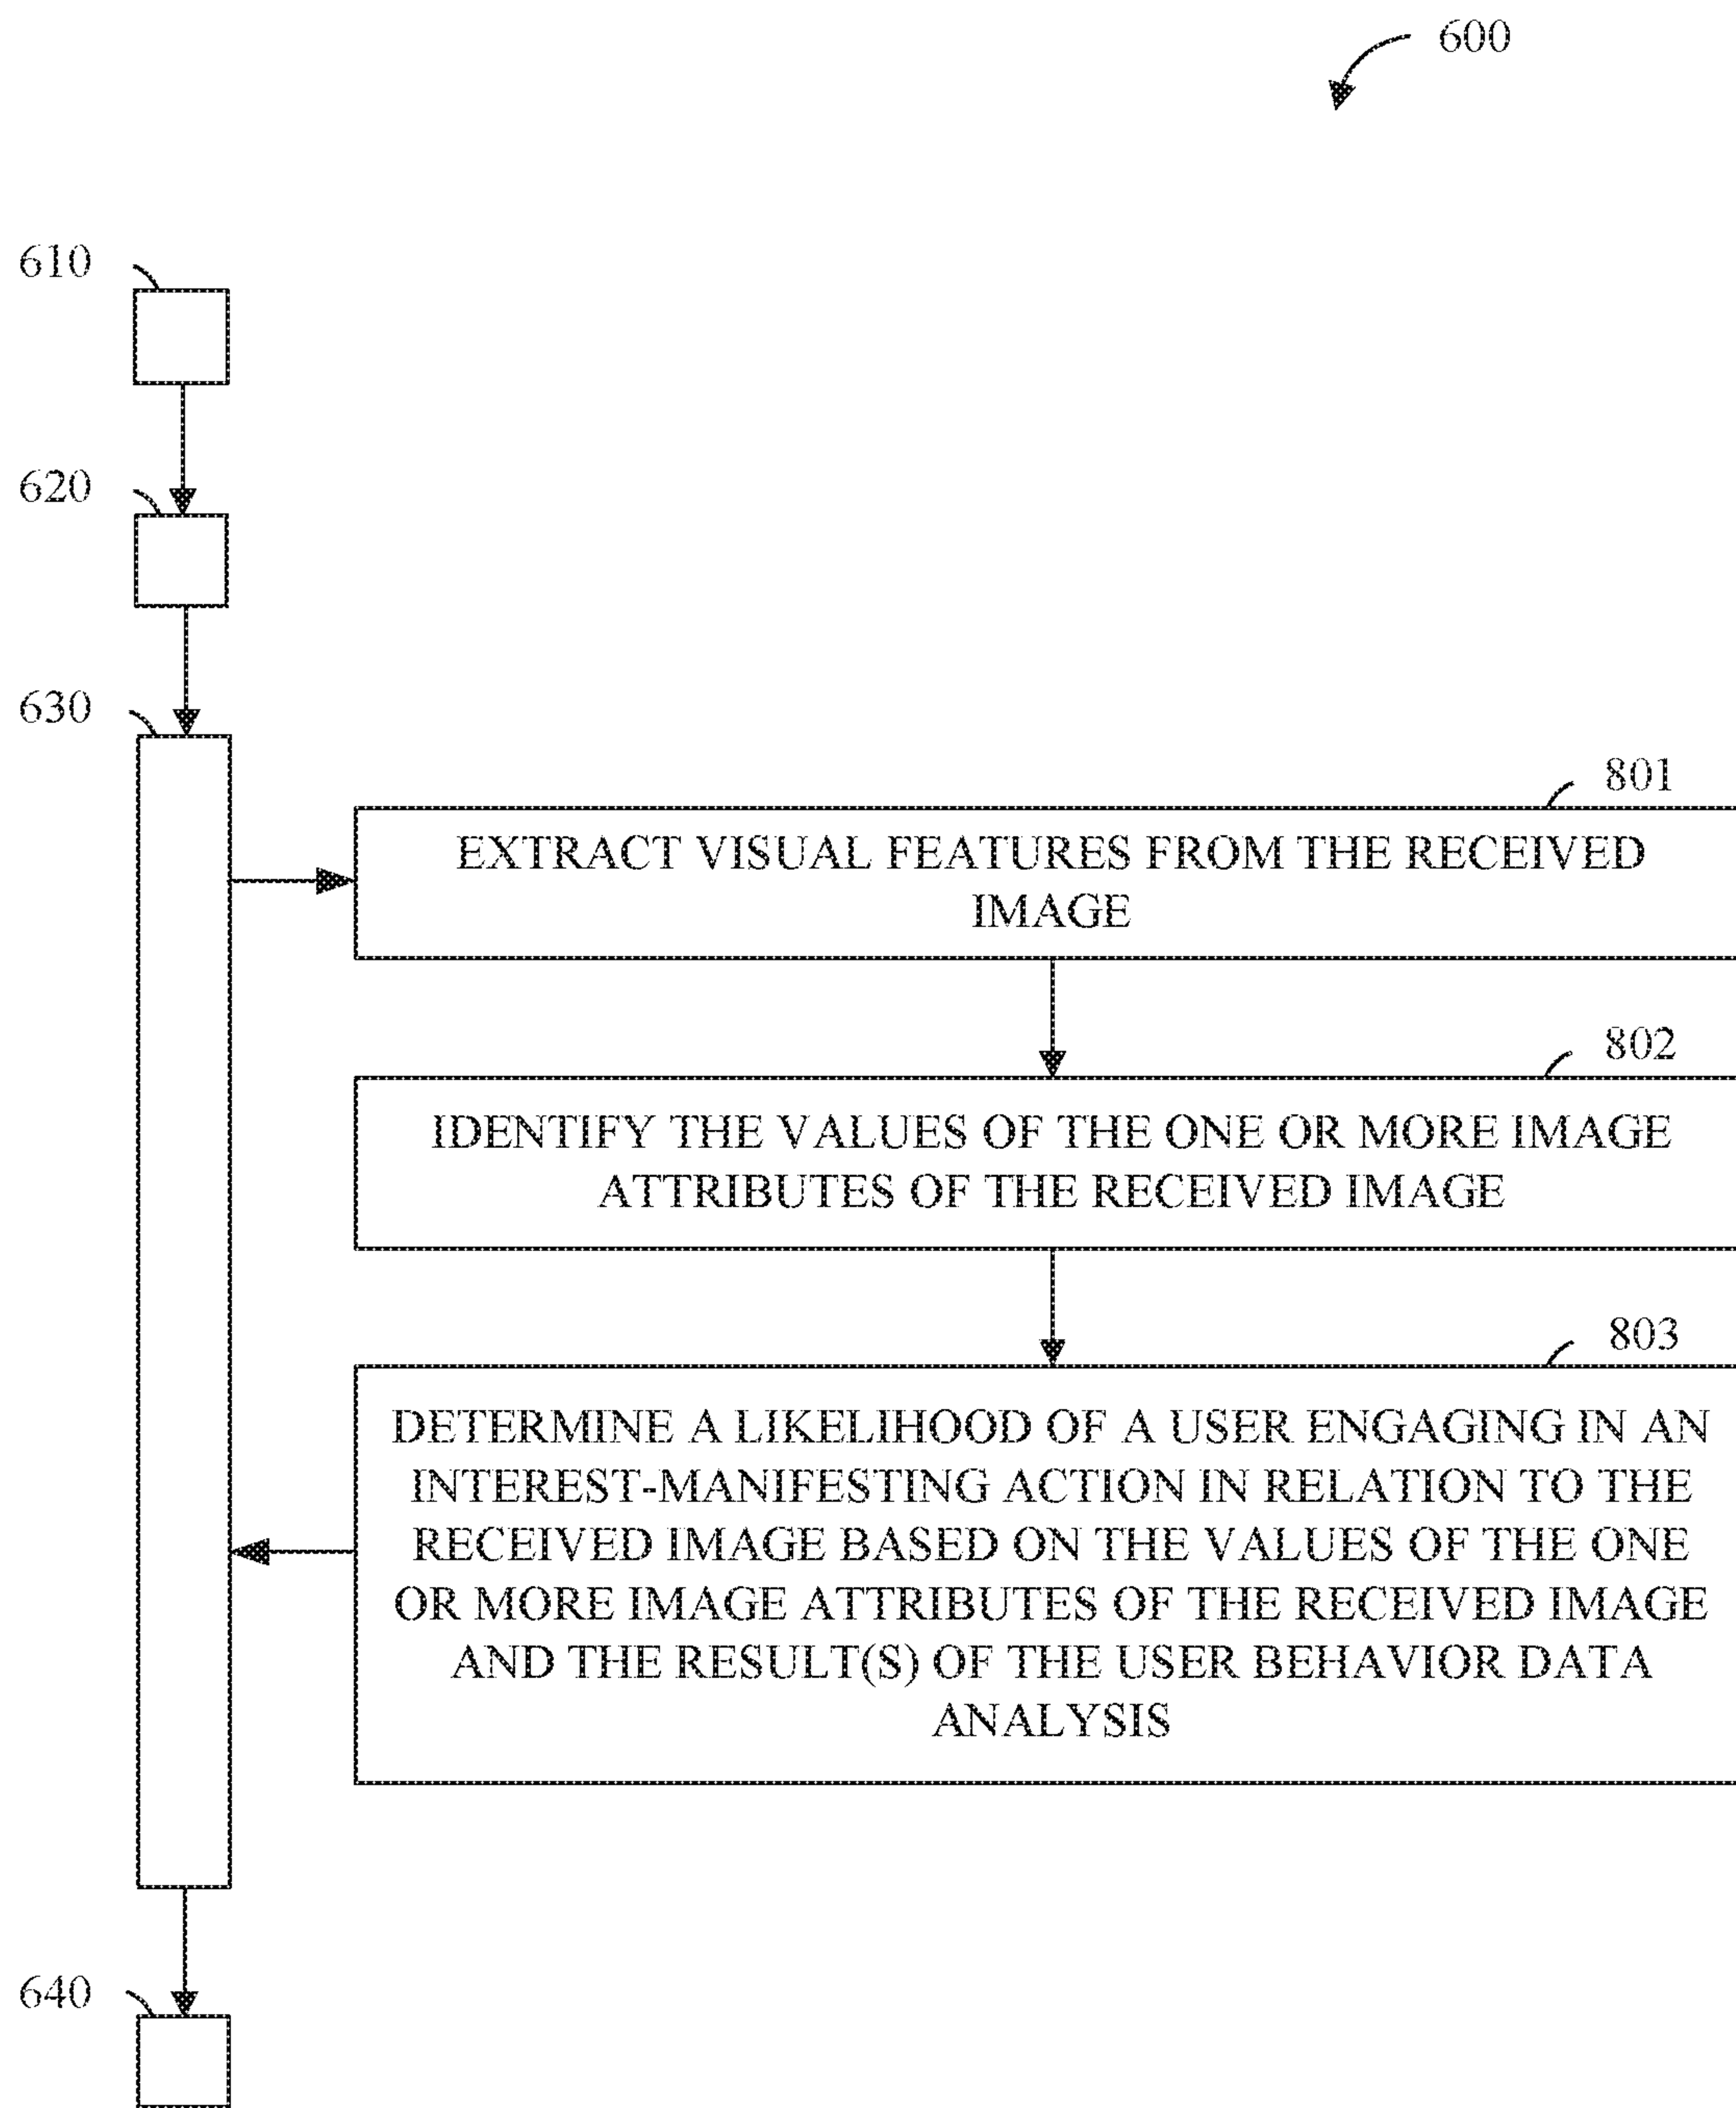 600
610
620
630
801
EXTRACT VISUAL FEATURES FROM THE RECEIVED
IMAGE
802
IDENTIFY THE VALUES OF THE ONE OR MORE IMAGE
ATTRIBUTES OF THE RECEIVED IMAGE
803
DETERMINE A LIKELIHOOD OF A USER ENGAGING IN AN
INTEREST-MANIFESTING ACTION IN RELATION TO THE
RECEIVED IMAGE BASED ON THE VALUES OF THE ONE
OR MORE IMAGE ATTRIBUTES OF THE RECEIVED IMAGE
AND THE RESULT(S) OF THE USER BEHAVIOR DATA
ANALYSIS
640